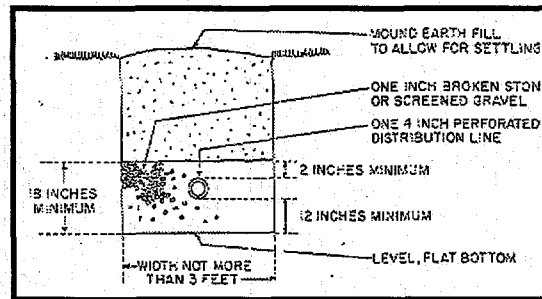 MOUND EARTH FILL
TO ALLOW FOR SETTLING
ONE INCH BROKEN STON
OR SCREENED GRAVEL
ONE 4 INCH PERFORATED
DISTRIBUTION LINE
2 INCHES MINIMUM
18 INCHES
MINIMUM
12 INCHES MINIMUM
LEVEL, FLAT BOTTOM
WIDTH NOT MORE
THAN 3 FEET